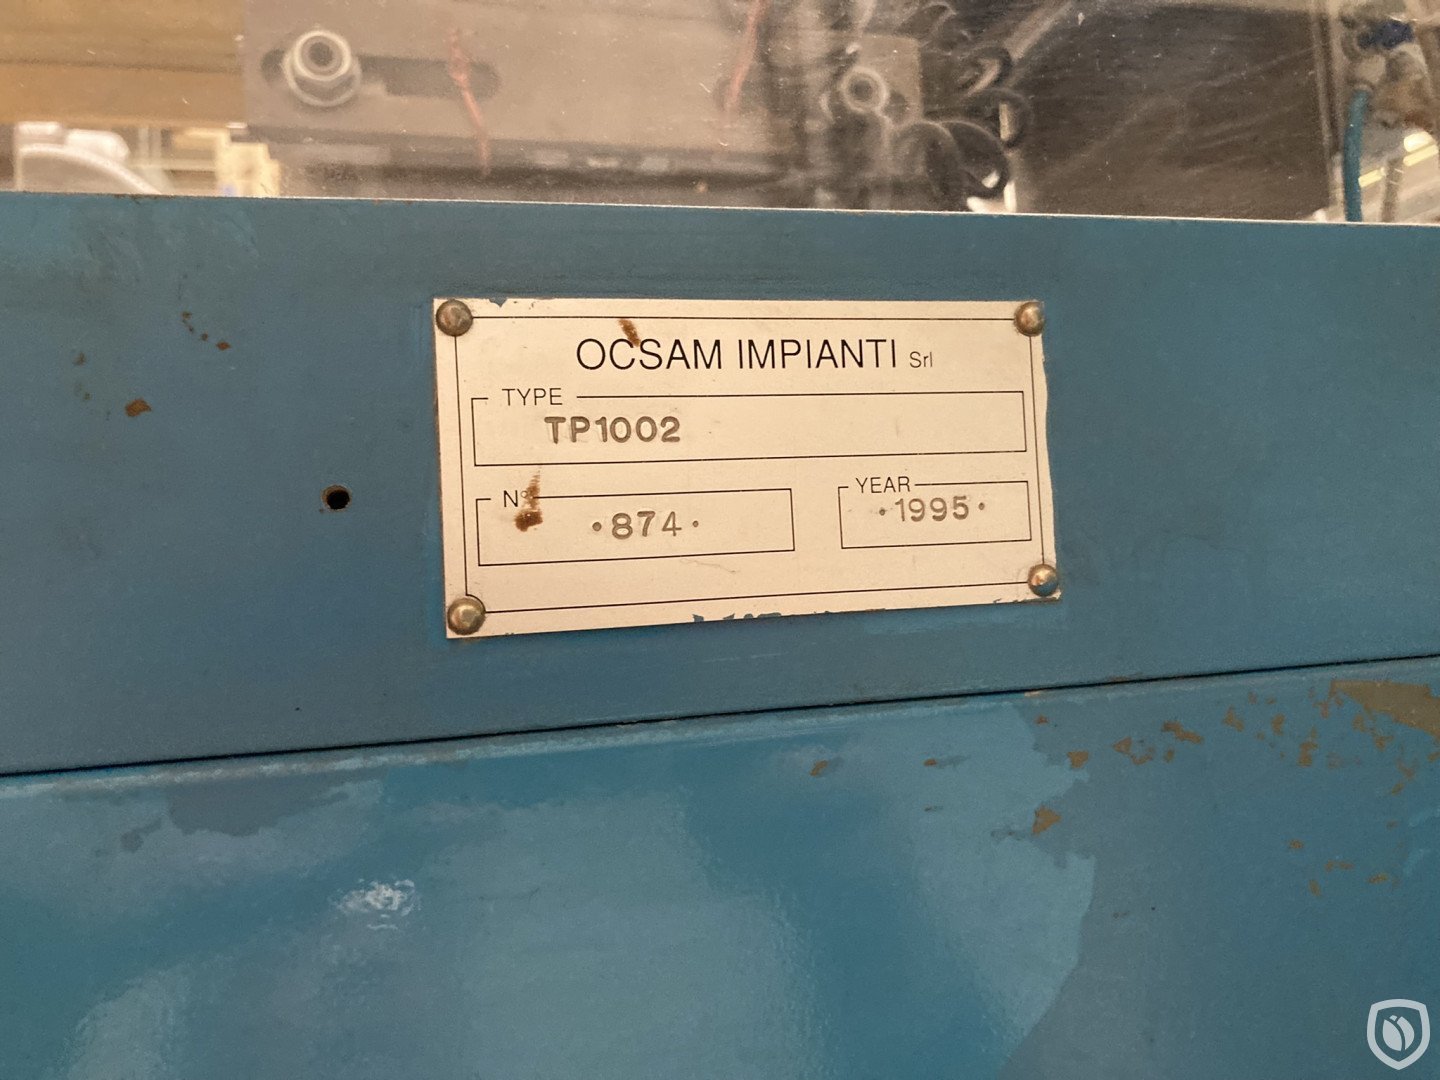 OCSAM IMPIANTI Srl
TYPE
TP1002
N°
·874·
YEAR
·1995·